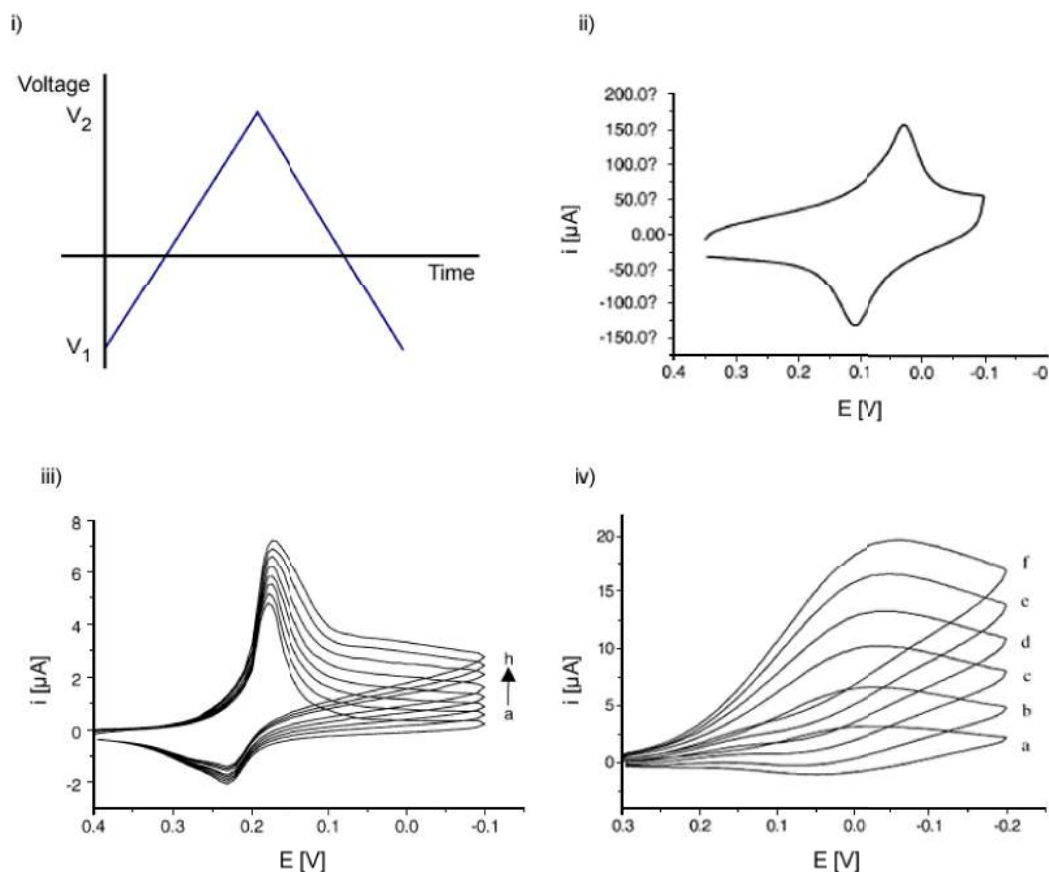 i)
Voltage
V2
V1
Time
ii)
200.0?
150.0?
100.0?
50.0?
0.00
-50.0?
-100.0?
-150.0?
i [µA]
0.4 0.3 0.2 0.1 0.0 -0.1 -0
E [V]
iii)
8
6
4
2
0
-2
i [µA]
h
a
0.4 0.3 0.2 0.1 0.0 -0.1
E [V]
iv)
20
15
10
5
0
i [µA]
f
e
d
c
b
a
0.3 0.2 0.1 0.0 -0.1 -0.2
E [V]